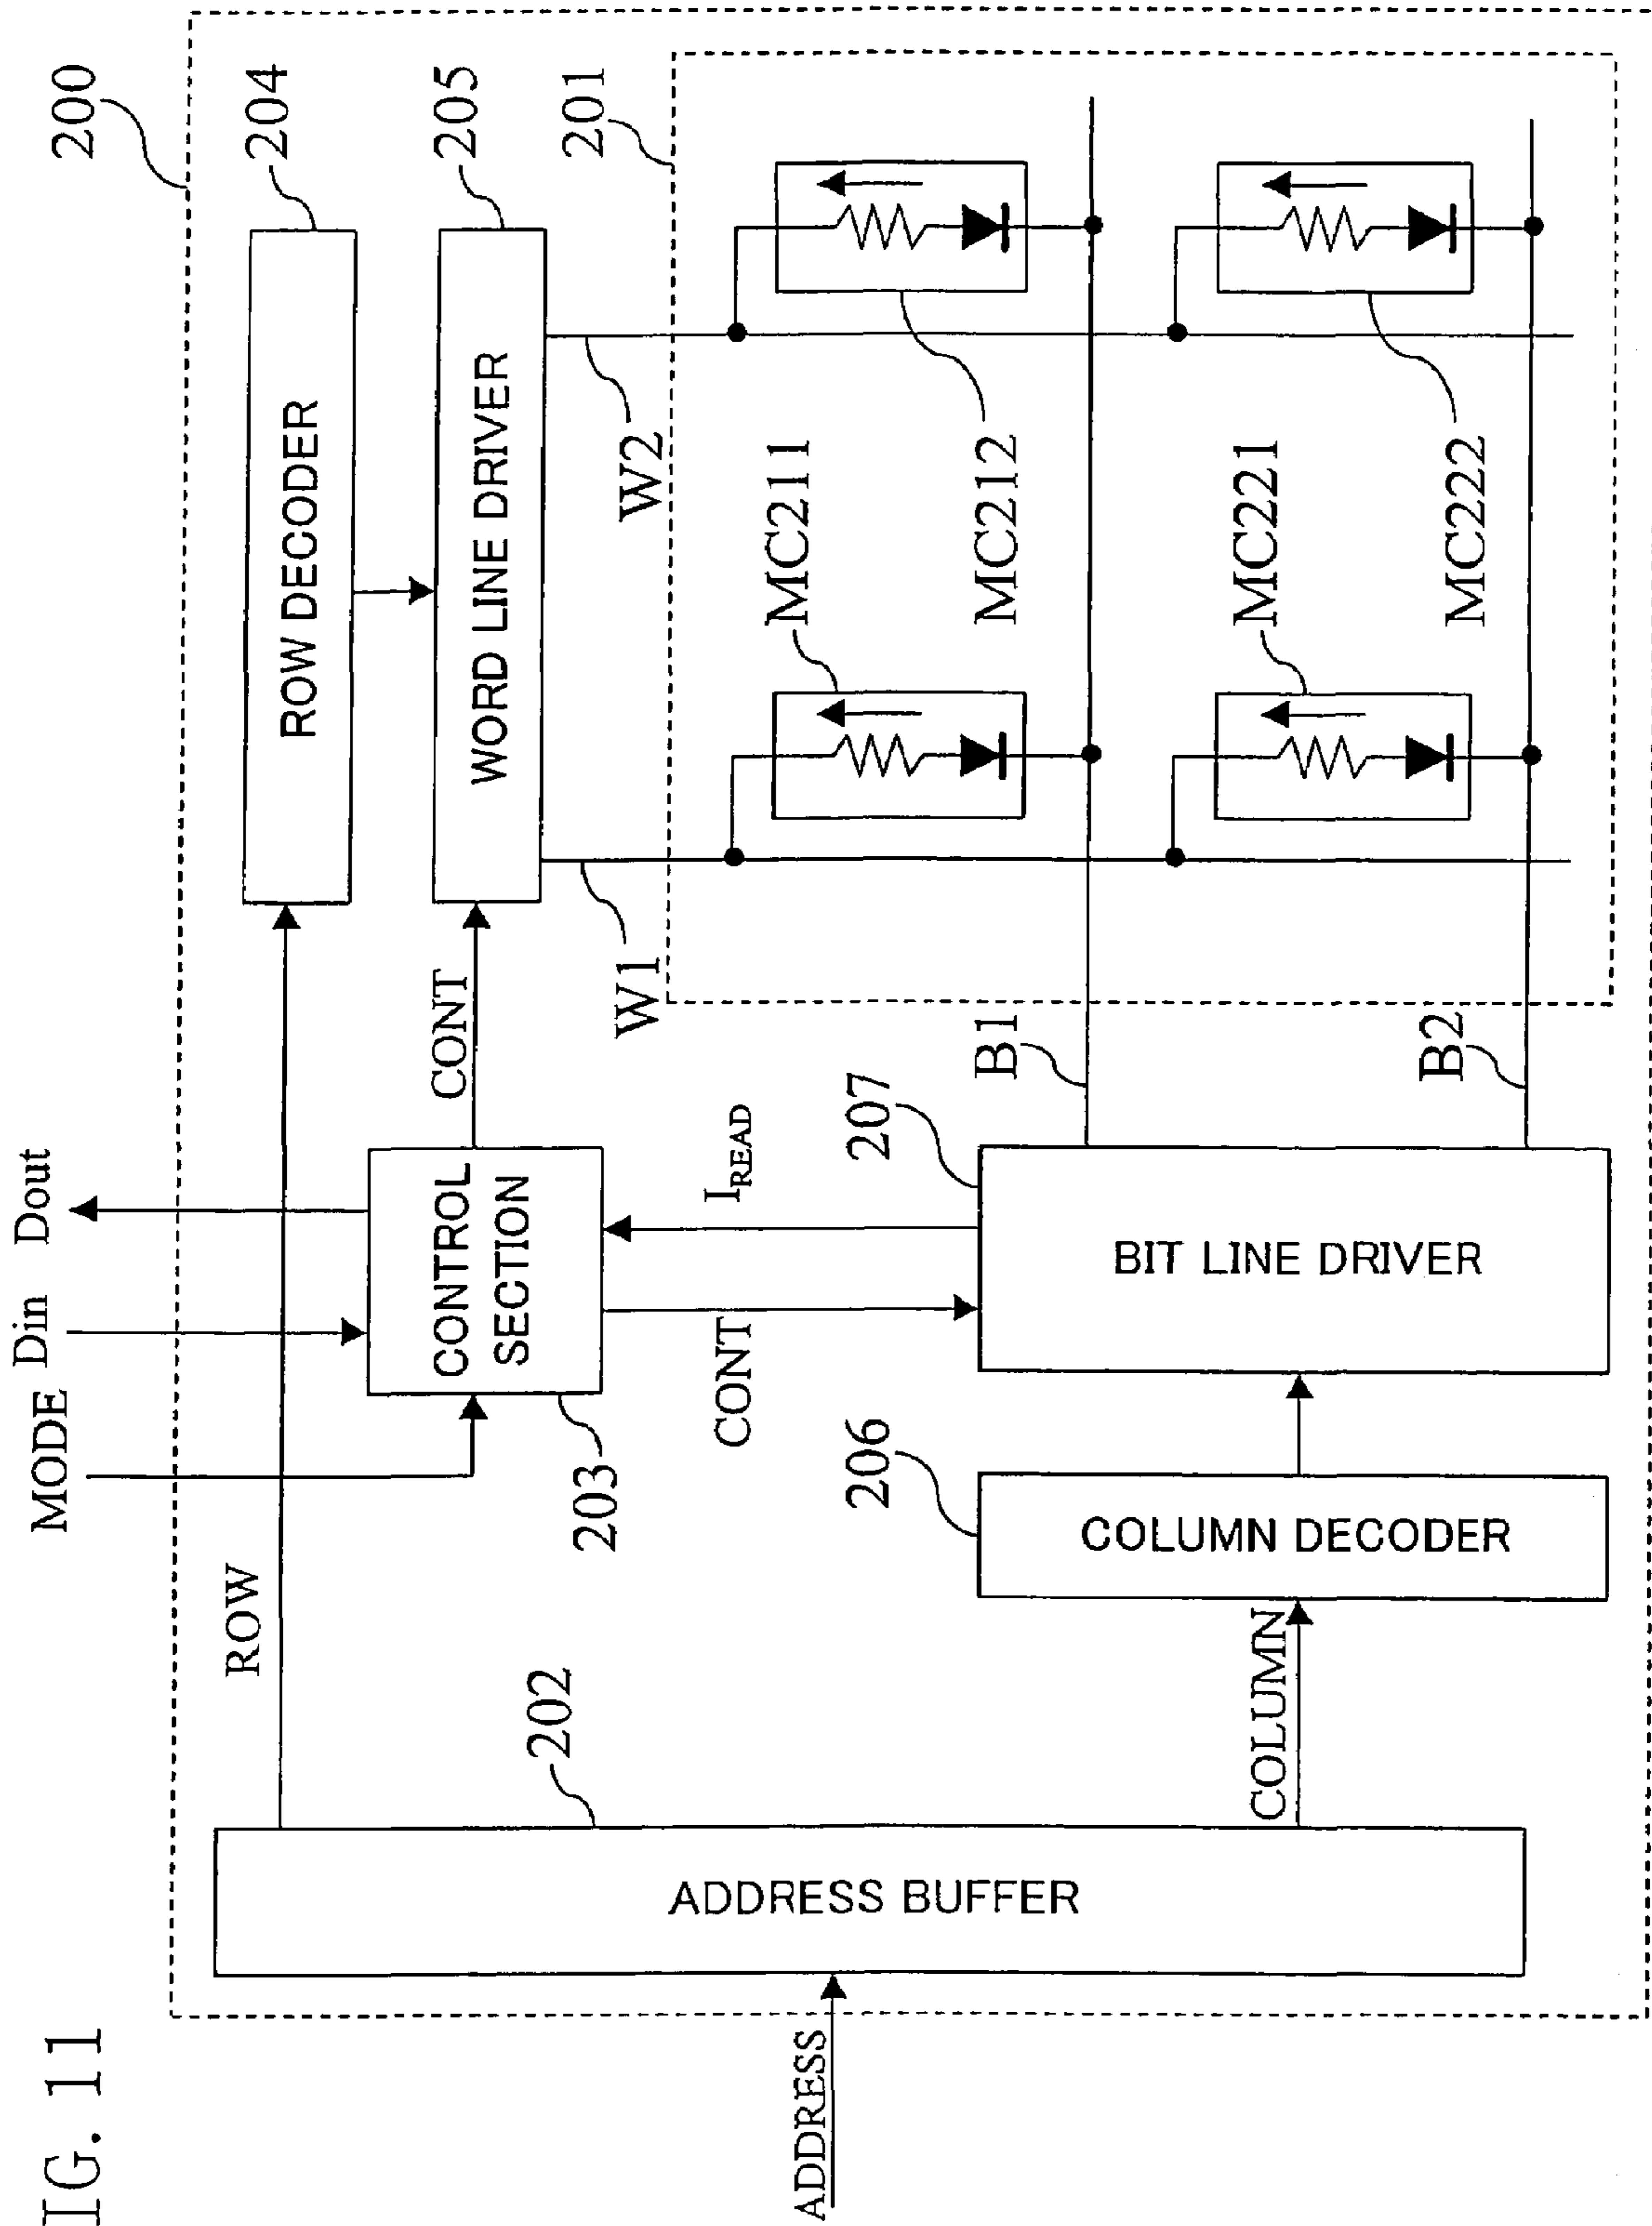 IG. 11
200
MODE
Din
Dout
ROW
204
ROW DECODER
CONTROL
SECTION
203
CONT
205
WORD LINE DRIVER
W1
W2
201
202
ADDRESS BUFFER
ADDRESS
CONT
I_READ
207
BIT LINE DRIVER
206
COLUMN DECODER
COLUMN
B1
B2
MC211
MC212
MC221
MC222